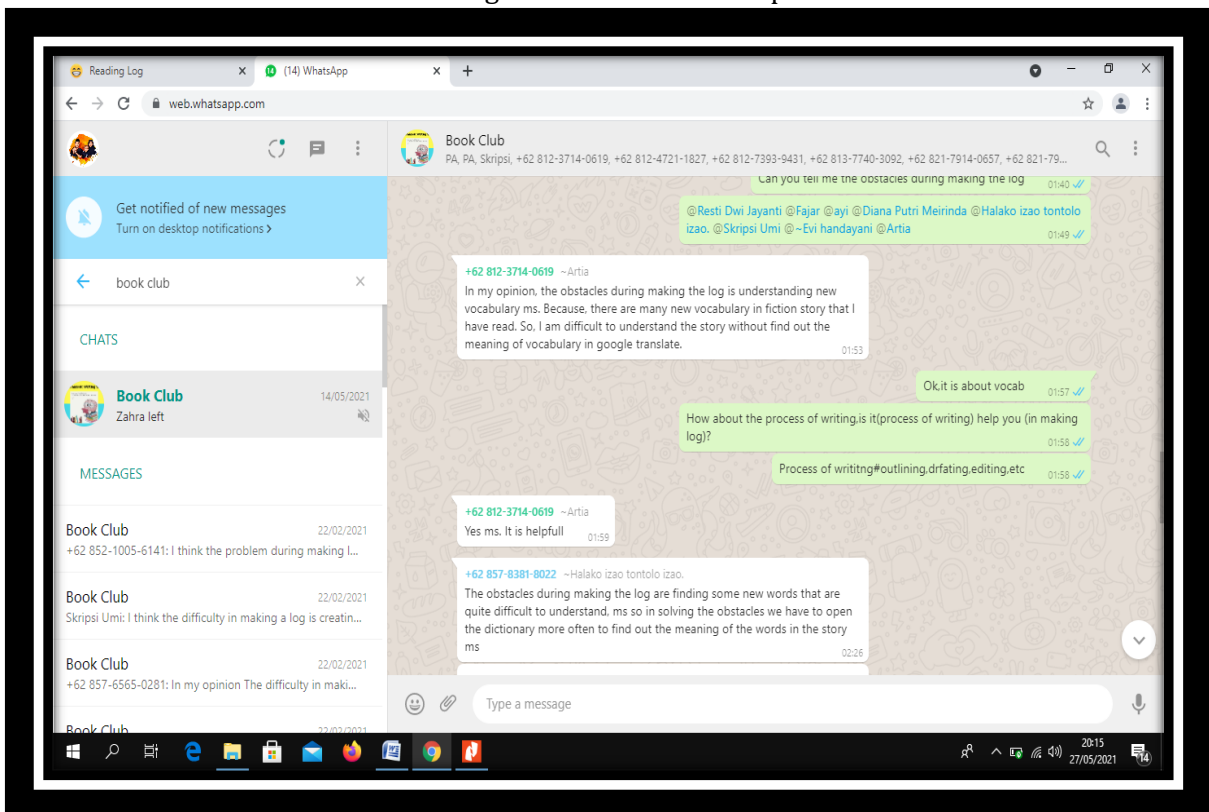 Reading Log
(14) WhatsApp
web.whatsapp.com
Book Club
PA, PA, Skripsi, +62 812-3714-0619, +62 812-4721-1827, +62 812-7393-9431, +62 813-7740-3092, +62 821-7914-0657, +62 821-79...
Get notified of new messages
Turn on desktop notifications >
book club
CHATS
Book Club 14/05/2021
Zahra left
MESSAGES
Book Club 22/02/2021
+62 852-1005-6141: I think the problem during making l...
Book Club 22/02/2021
Skripsi Umi: I think the difficulty in making a log is creatin...
Book Club 22/02/2021
+62 857-6565-0281: In my opinion The difficulty in maki...
Book Club 22/02/2021
Can you tell me the obstacles during making the log 01:40
@Resti Dwi Jayanti @Fajar @ayi @Diana Putri Meirinda @Halako izao tontolo
izao. @Skripsi Umi @~Evi handayani @Artia 01:49
+62 812-3714-0619 ~Artia
In my opinion, the obstacles during making the log is understanding new
vocabulary ms. Because, there are many new vocabulary in fiction story that I
have read. So, I am difficult to understand the story without find out the
meaning of vocabulary in google translate. 01:53
Ok,it is about vocab 01:57
How about the process of writing,is it(process of writing) help you (in making
log)? 01:58
Process of writitng#outlining,drfating,editing,etc 01:58
+62 812-3714-0619 ~Artia
Yes ms. It is helpfull 01:59
+62 857-8381-8022 ~Halako izao tontolo izao.
The obstacles during making the log are finding some new words that are
quite difficult to understand, ms so in solving the obstacles we have to open
the dictionary more often to find out the meaning of the words in the story
ms 02:26
Type a message
20:15
27/05/2021
14